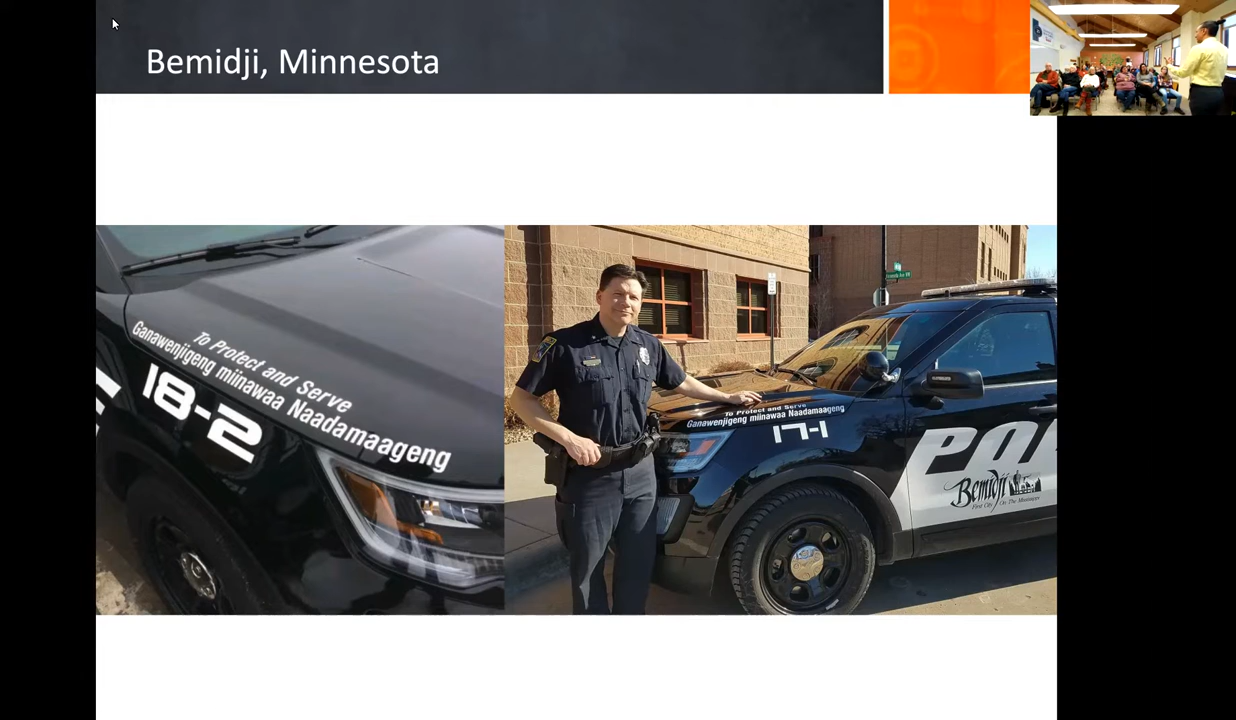 Bemidji, Minnesota
To Protect and Serve
Ganawenjigeng miinawaa Naadamaageng
18-2
To Protect and Serve
Ganawenjigeng miinawaa Naadamaageng
17-1
Bemidji
First City On The Mississippi